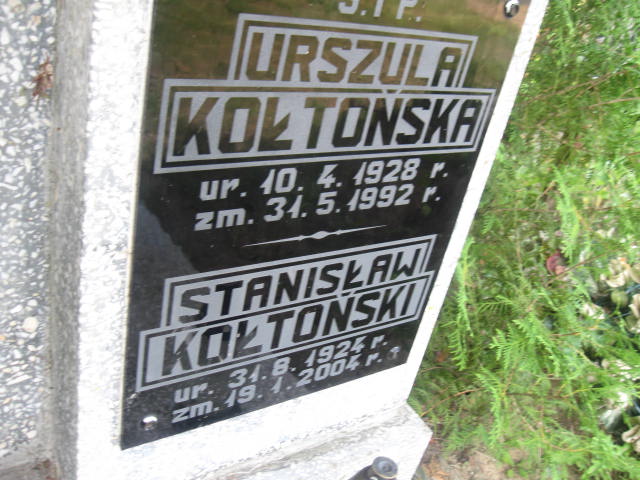 Ś.†P.
URSZULA
KOŁTOŃSKA
ur. 10. 4. 1928 r.
zm. 31. 5. 1992 r.
STANISŁAW
KOŁTOŃSKI
ur. 31. 8. 1924 r.
zm. 19. 1. 2004 r.